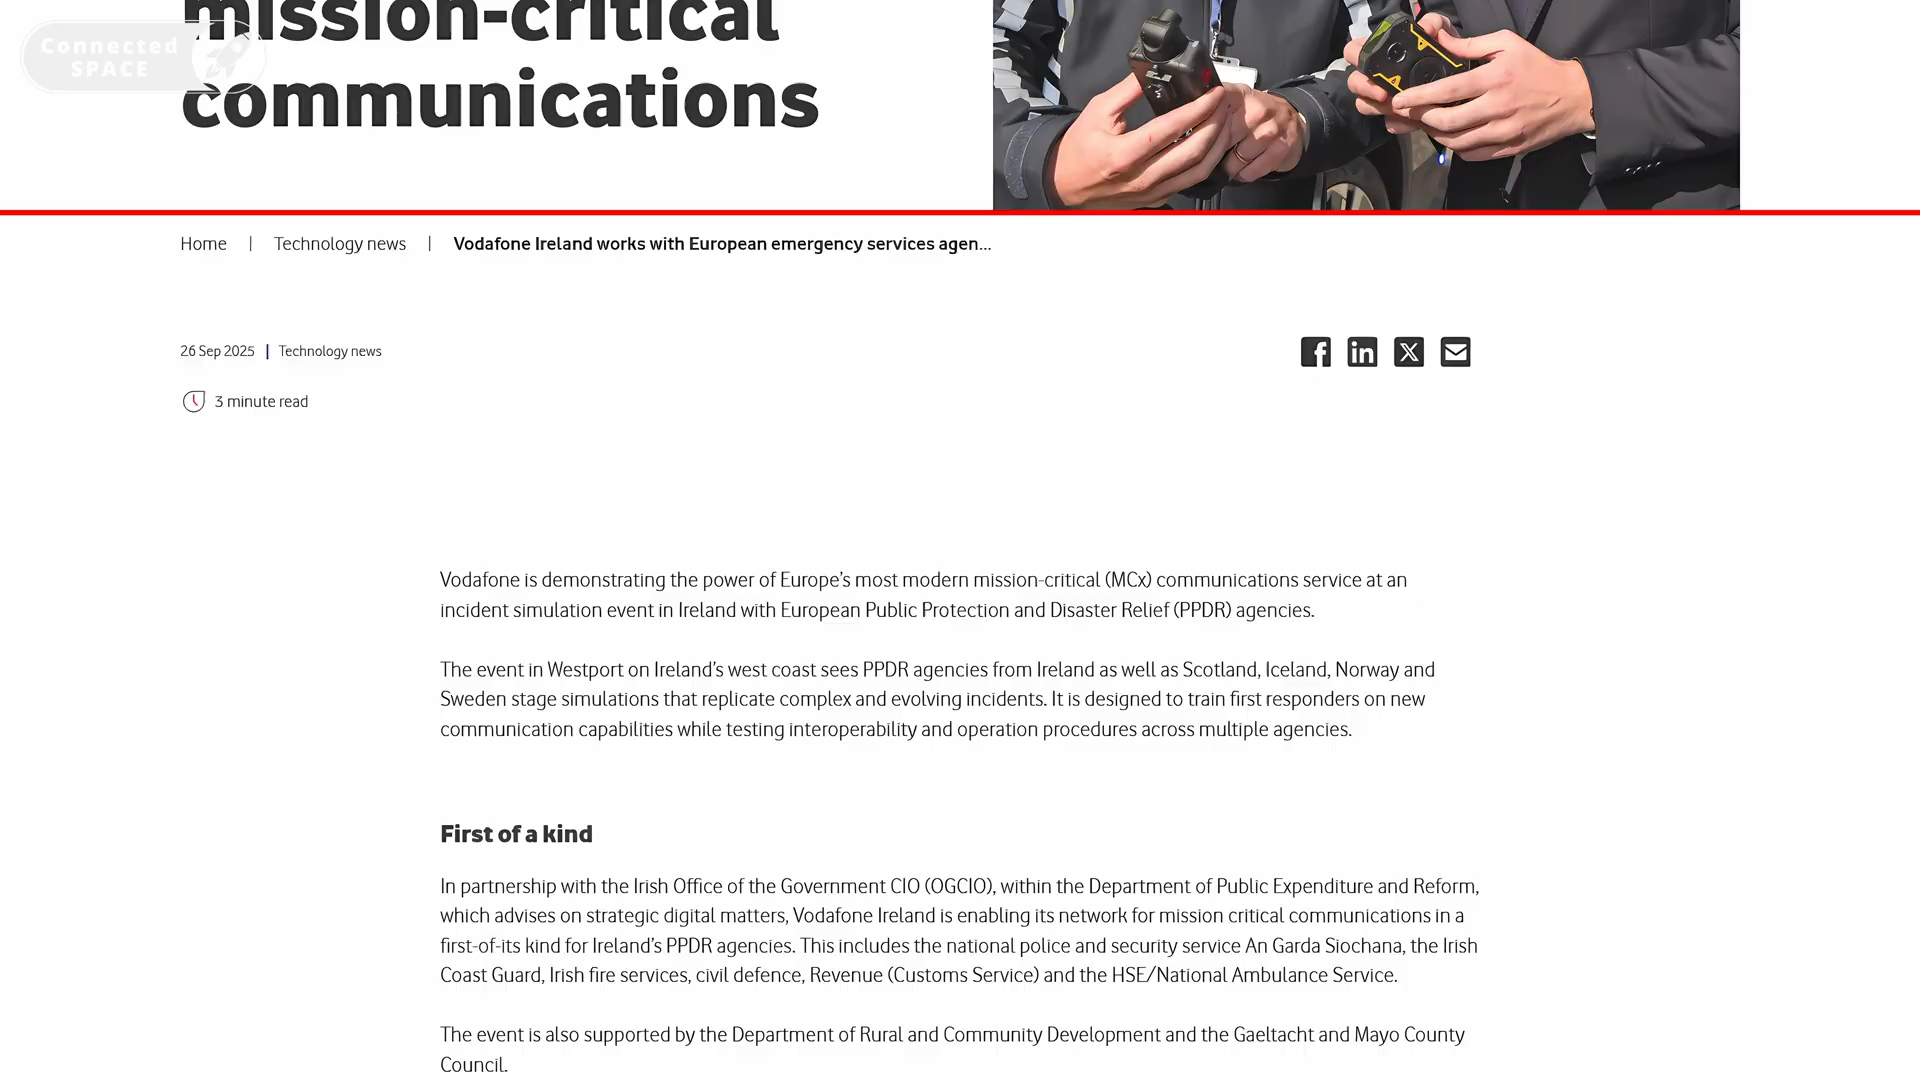 mission-critical
communications
Connected
SPACE
Home | Technology news | Vodafone Ireland works with European emergency services agen...
26 Sep 2025 | Technology news
3 minute read
Vodafone is demonstrating the power of Europe’s most modern mission-critical (MCx) communications service at an
incident simulation event in Ireland with European Public Protection and Disaster Relief (PPDR) agencies.
The event in Westport on Ireland’s west coast sees PPDR agencies from Ireland as well as Scotland, Iceland, Norway and
Sweden stage simulations that replicate complex and evolving incidents. It is designed to train first responders on new
communication capabilities while testing interoperability and operation procedures across multiple agencies.
First of a kind
In partnership with the Irish Office of the Government CIO (OGCIO), within the Department of Public Expenditure and Reform,
which advises on strategic digital matters, Vodafone Ireland is enabling its network for mission critical communications in a
first-of-its kind for Ireland’s PPDR agencies. This includes the national police and security service An Garda Siochana, the Irish
Coast Guard, Irish fire services, civil defence, Revenue (Customs Service) and the HSE/National Ambulance Service.
The event is also supported by the Department of Rural and Community Development and the Gaeltacht and Mayo County
Council.